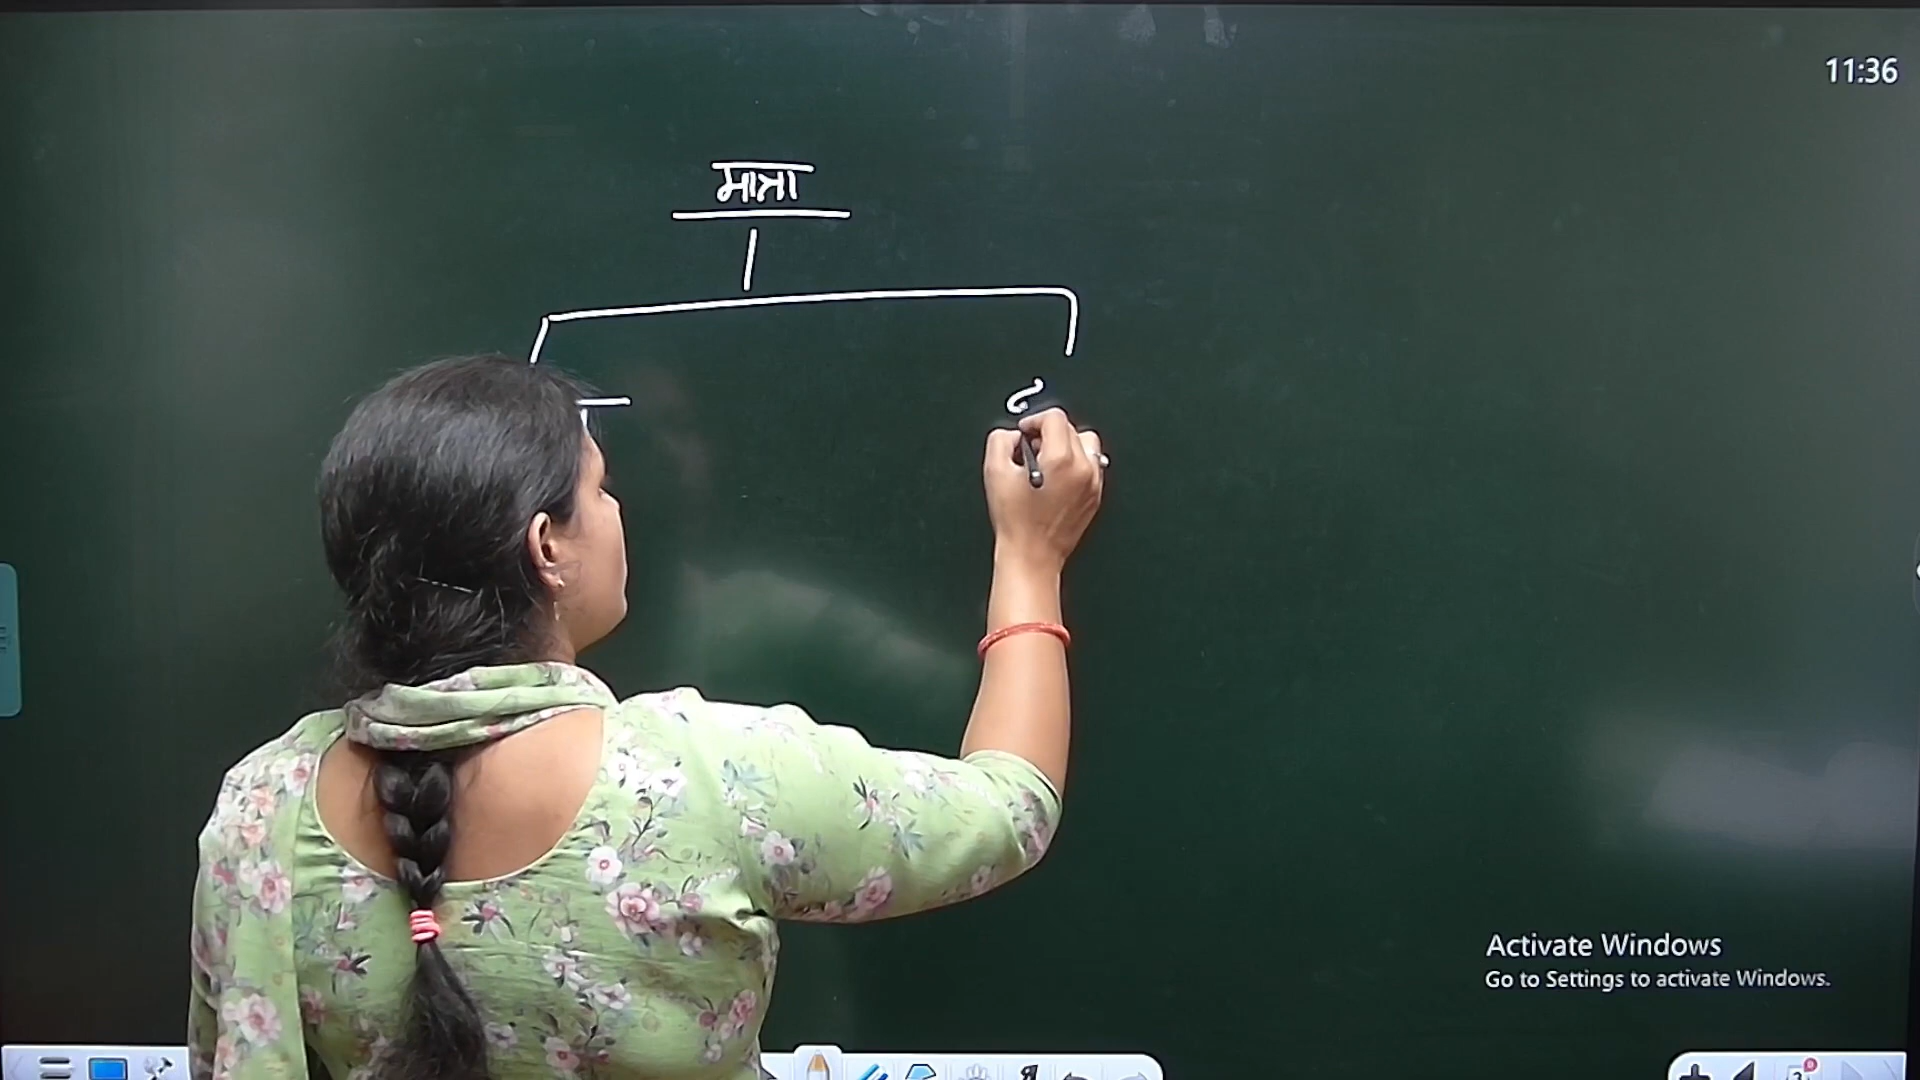 11:36
मात्रा
Activate Windows
Go to Settings to activate Windows.